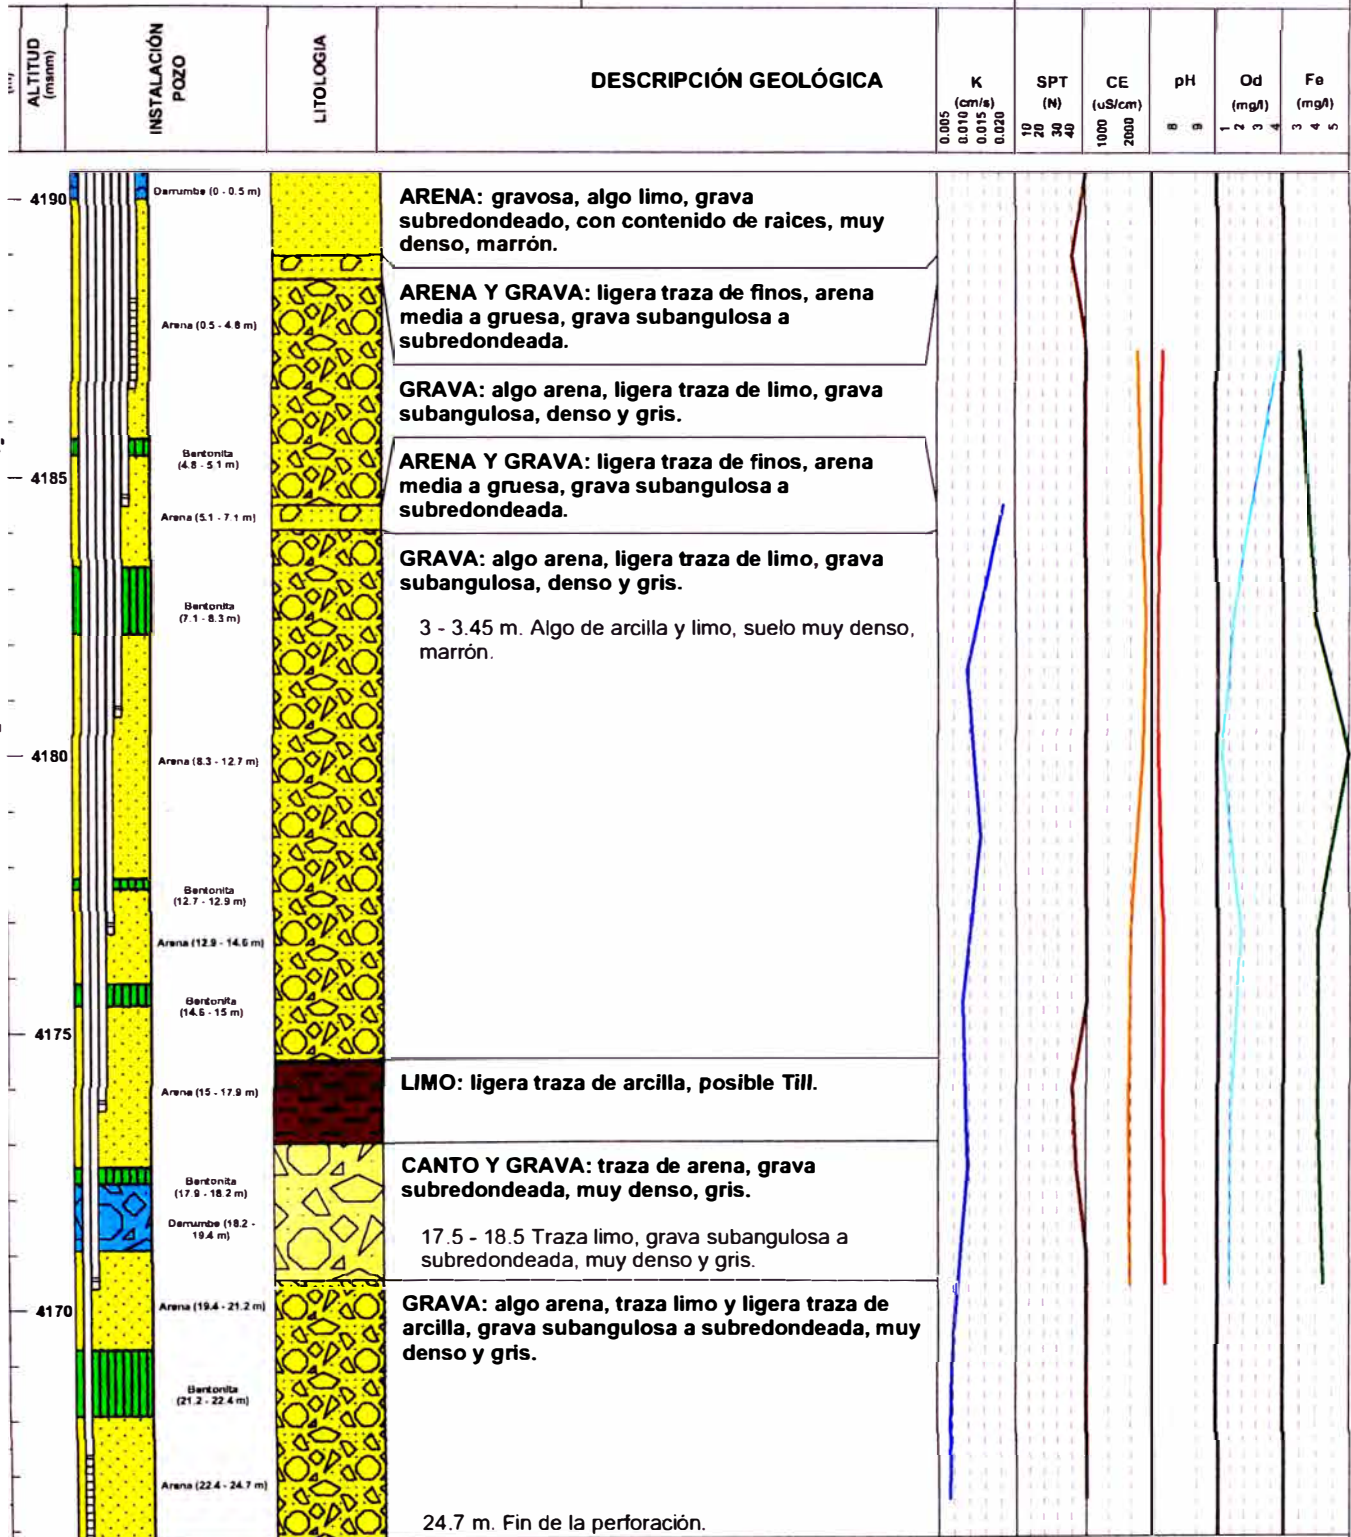 (m)
ALTITUD
(msnm)
INSTALACIÓN
POZO
LITOLOGIA
DESCRIPCIÓN GEOLÓGICA
K
(cm/s)
0.005
0.010
0.015
0.020
SPT
(N)
10
20
30
40
CE
(uS/cm)
1000
2000
pH
8
9
Od
(mg/l)
1
2
3
4
Fe
(mg/l)
3
4
5
4190
4185
4180
4175
4170
Derrumbe (0 - 0.5 m)
Arena (0.5 - 4.8 m)
Bentonita
(4.8 - 5.1 m)
Arena (5.1 - 7.1 m)
Bentonita
(7.1 - 8.3 m)
Arena (8.3 - 12.7 m)
Bentonita
(12.7 - 12.9 m)
Arena (12.9 - 14.6 m)
Bentonita
(14.6 - 15 m)
Arena (15 - 17.9 m)
Bentonita
(17.9 - 18.2 m)
Derrumbe (18.2 -
19.4 m)
Arena (19.4 - 21.2 m)
Bentonita
(21.2 - 22.4 m)
Arena (22.4 - 24.7 m)
ARENA: gravosa, algo limo, grava
subredondeado, con contenido de raices, muy
denso, marrón.
ARENA Y GRAVA: ligera traza de finos, arena
media a gruesa, grava subangulosa a
subredondeada.
GRAVA: algo arena, ligera traza de limo, grava
subangulosa, denso y gris.
ARENA Y GRAVA: ligera traza de finos, arena
media a gruesa, grava subangulosa a
subredondeada.
GRAVA: algo arena, ligera traza de limo, grava
subangulosa, denso y gris.
3 - 3.45 m. Algo de arcilla y limo, suelo muy denso,
marrón.
LIMO: ligera traza de arcilla, posible Till.
CANTO Y GRAVA: traza de arena, grava
subredondeada, muy denso, gris.
17.5 - 18.5 Traza limo, grava subangulosa a
subredondeada, muy denso y gris.
GRAVA: algo arena, traza limo y ligera traza de
arcilla, grava subangulosa a subredondeada, muy
denso y gris.
24.7 m. Fin de la perforación.